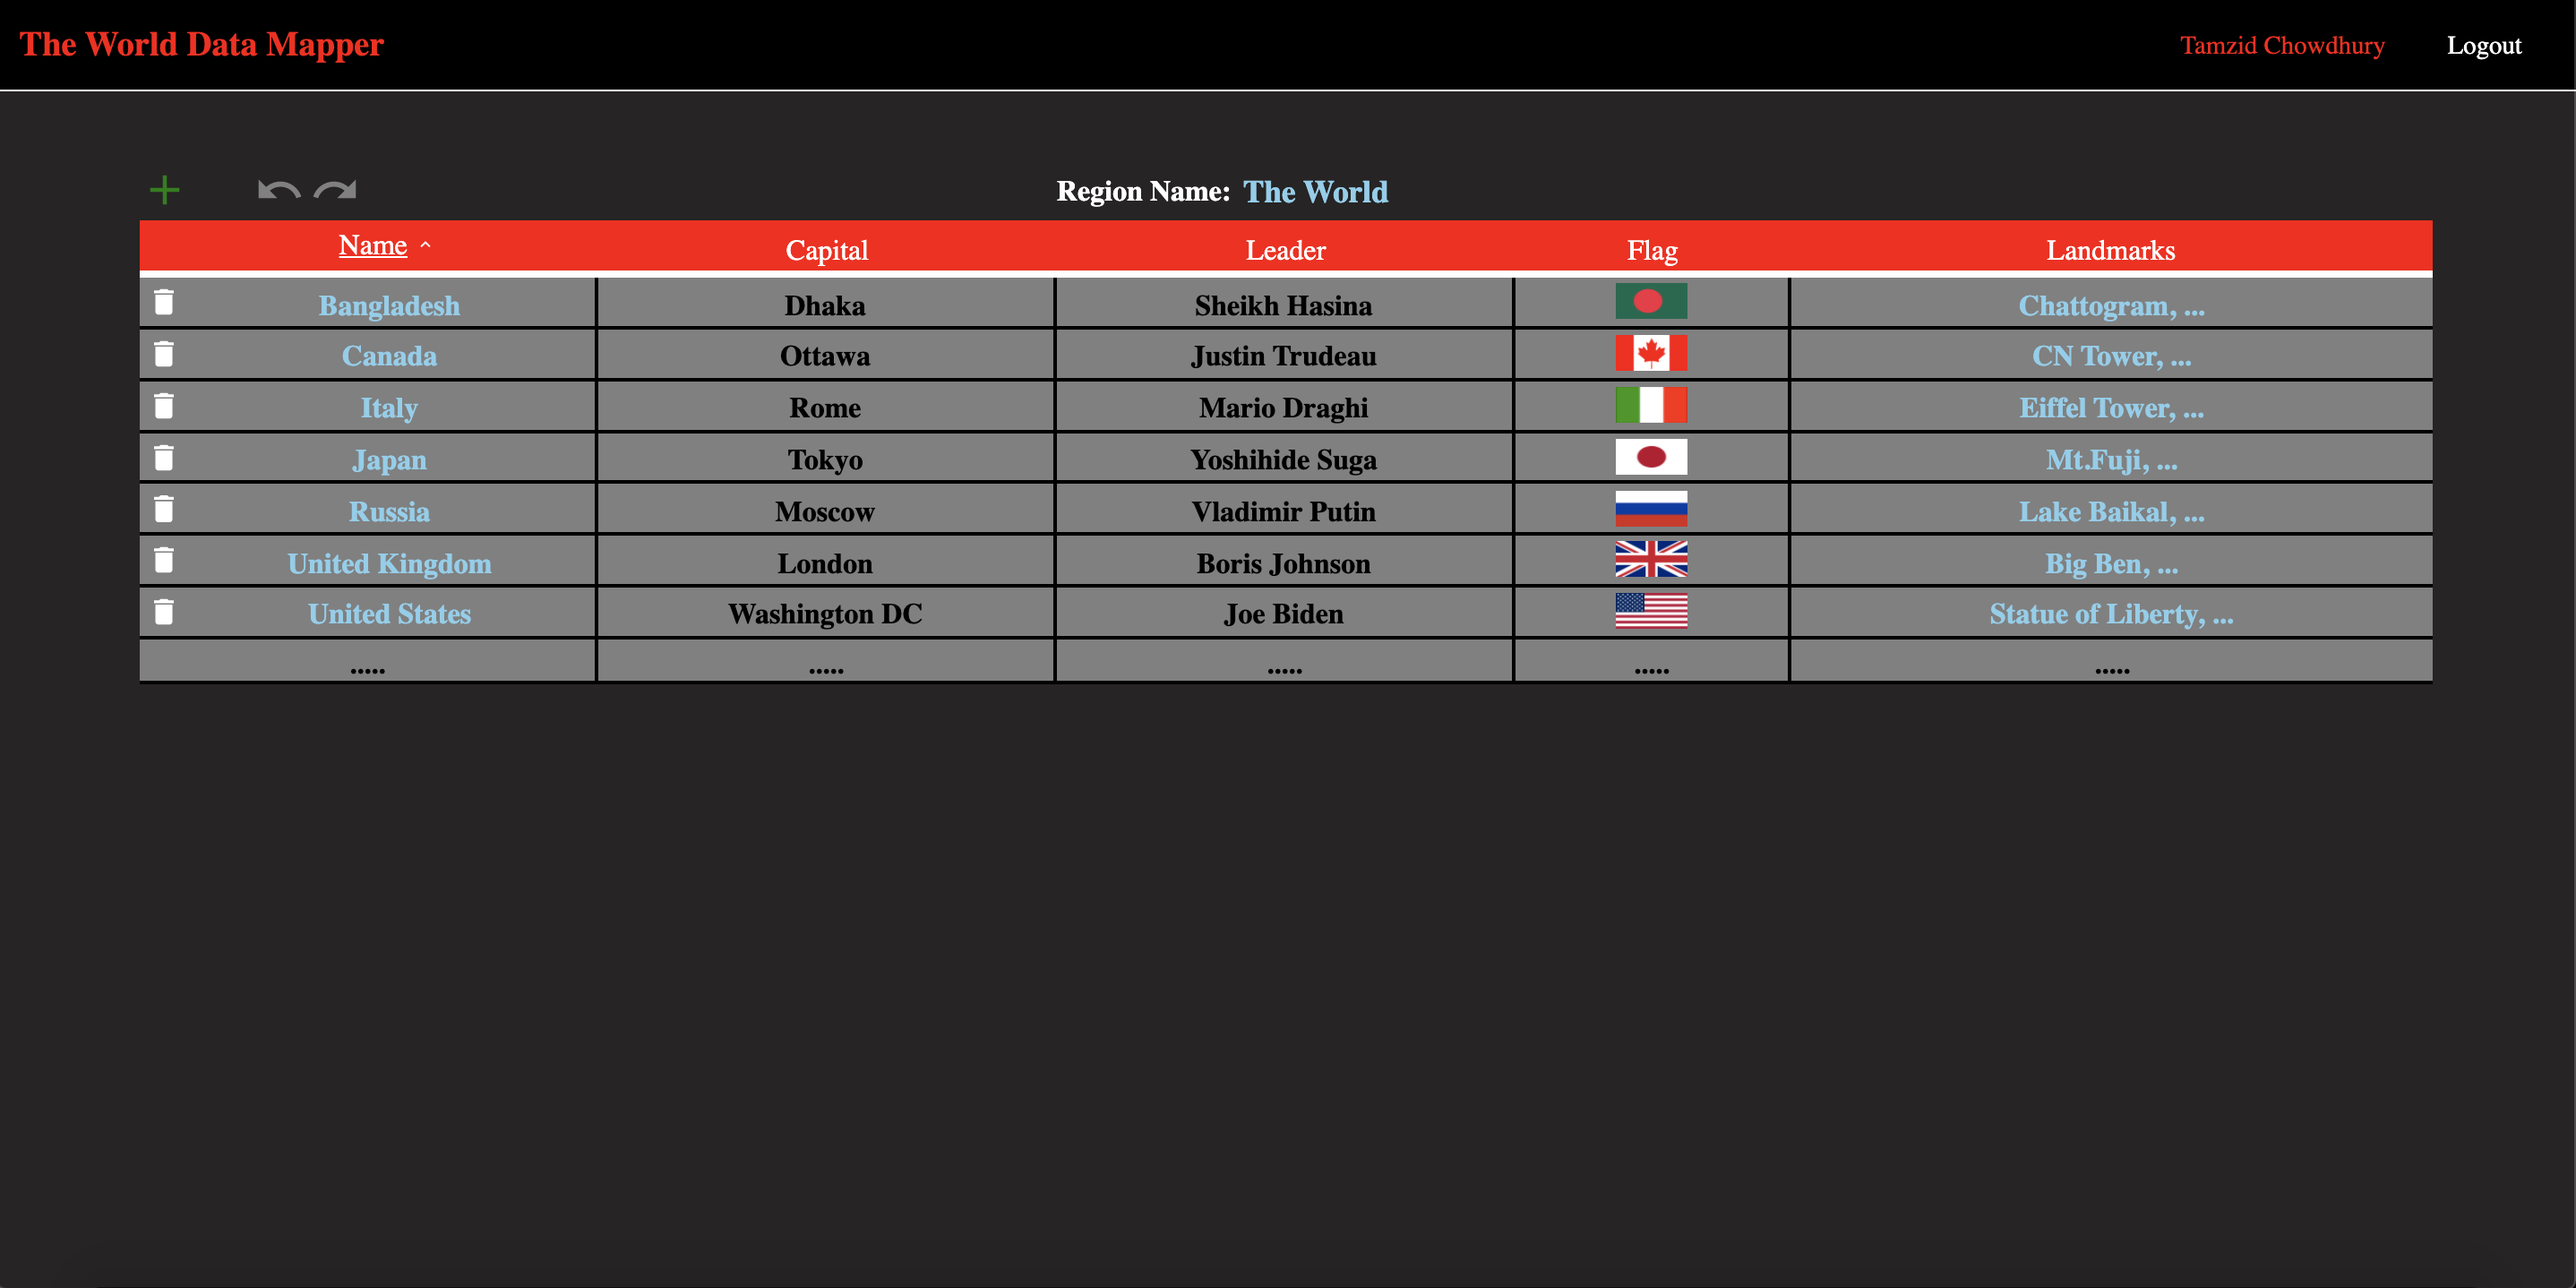 The World Data Mapper Tamzid Chowdhury Logout
Region Name: The World
Name Capital Leader Flag Landmarks
Bangladesh Dhaka Sheikh Hasina Chattogram, ...
Canada Ottawa Justin Trudeau CN Tower, ...
Italy Rome Mario Draghi Eiffel Tower, ...
Japan Tokyo Yoshihide Suga Mt.Fuji, ...
Russia Moscow Vladimir Putin Lake Baikal, ...
United Kingdom London Boris Johnson Big Ben, ...
United States Washington DC Joe Biden Statue of Liberty, ...
..... ..... ..... ..... .....